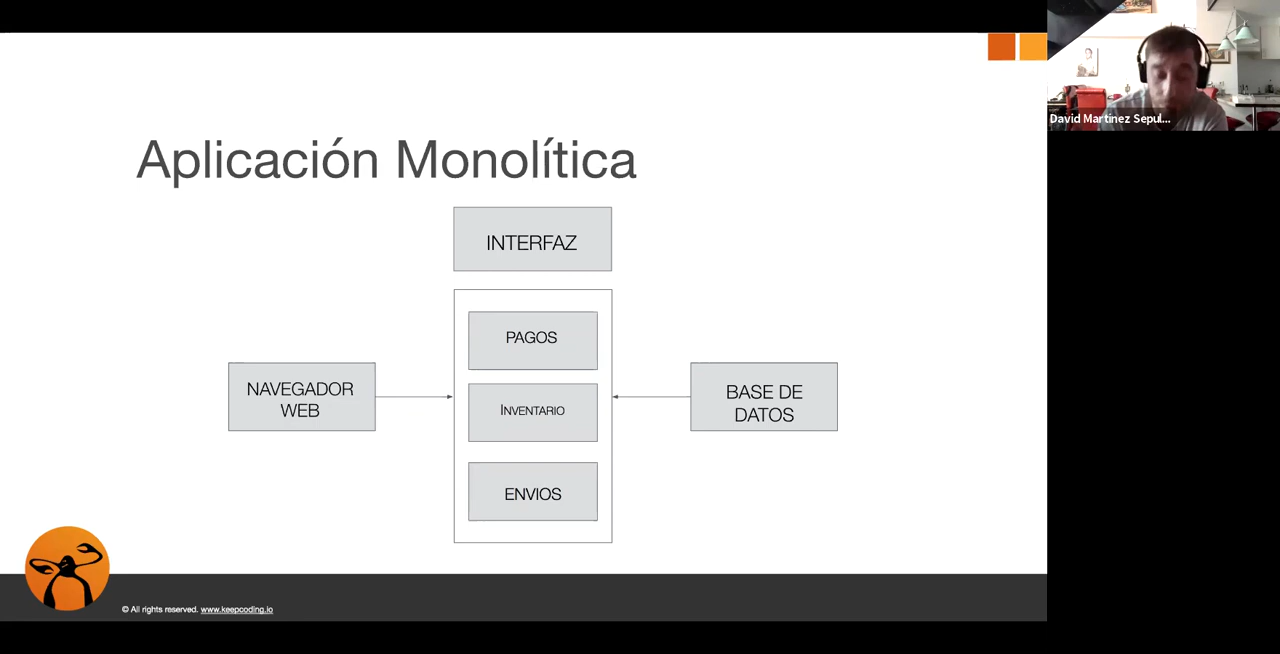 Aplicación Monolítica
INTERFAZ
PAGOS
NAVEGADOR
WEB
INVENTARIO
BASE DE
DATOS
ENVIOS
© All rights reserved. www.keepcoding.io
David Martinez Sepul...